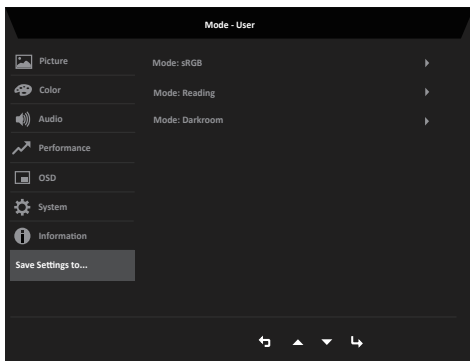 Mode - User
Picture
Color
Audio
Performance
OSD
System
Information
Save Settings to...
Mode: sRGB
Mode: Reading
Mode: Darkroom